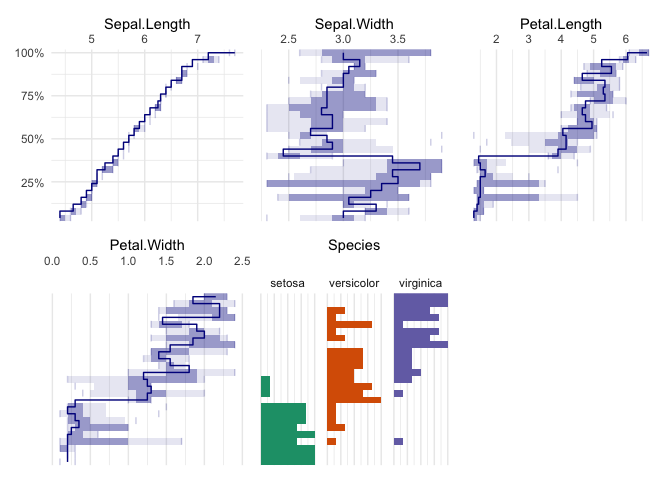 Sepal.Length Sepal.Width Petal.Length
5 6 7 2.5 3.0 3.5 2 4 5 6
100%
75%
50%
25%
Petal.Width Species
0.0 0.5 1.0 1.5 2.0 2.5
setosa versicolor virginica